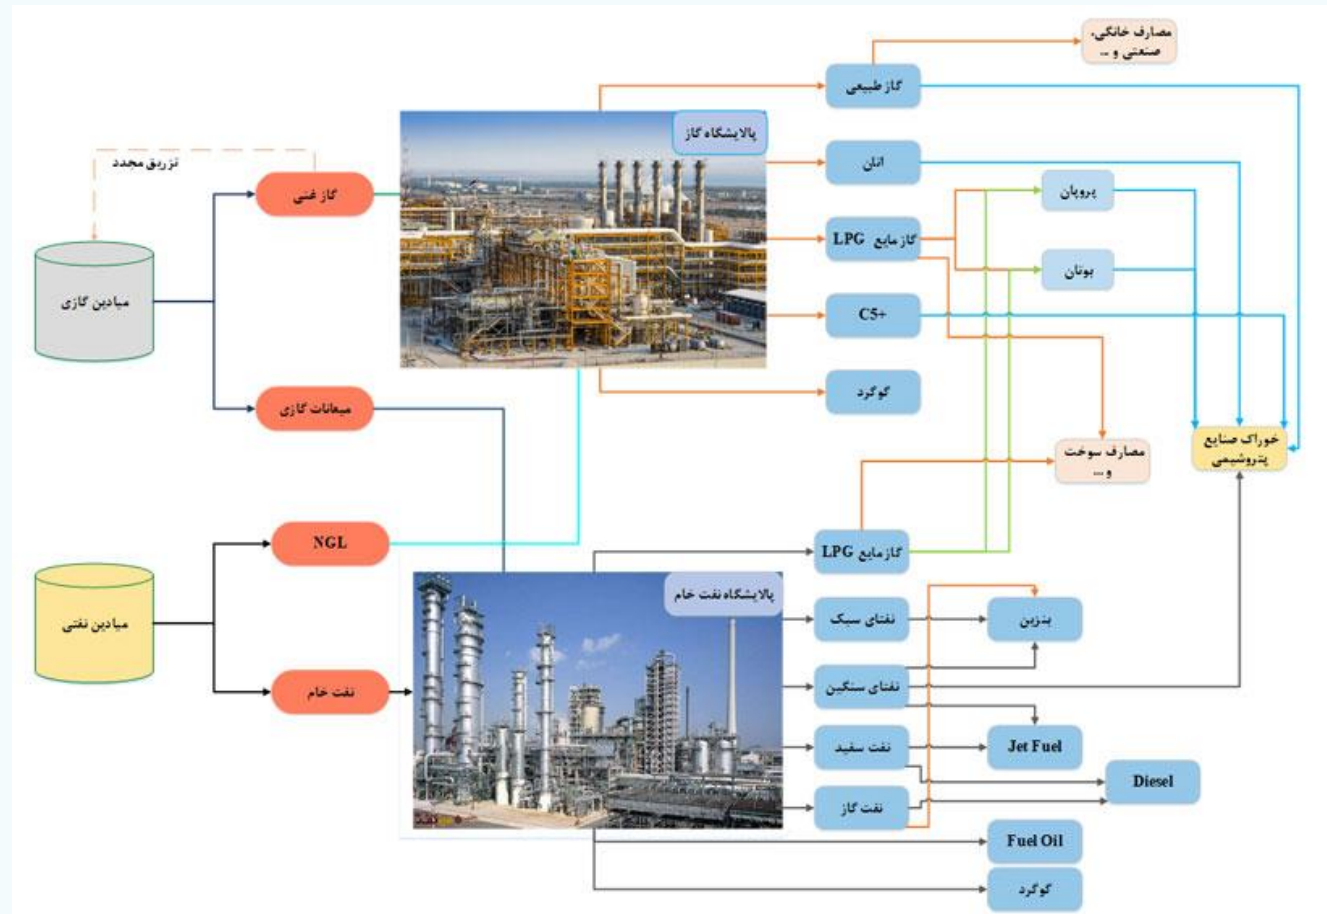 مصارف خانگی،
صنعتی و ...
گاز طبیعی
پالایشگاه گاز
اتان
تزریق مجدد
گاز غنی
پروپان
گاز مایع LPG
بوتان
میادین گازی
C5+
گوگرد
میعانات گازی
خوراک صنایع
پتروشیمی
مصارف سوخت
و ...
NGL
گاز مایع LPG
پالایشگاه نفت خام
میادین نفتی
نفتای سبک
بنزین
نفت خام
نفتای سنگین
نفت سفید
Jet Fuel
Diesel
نفت گاز
Fuel Oil
گوگرد